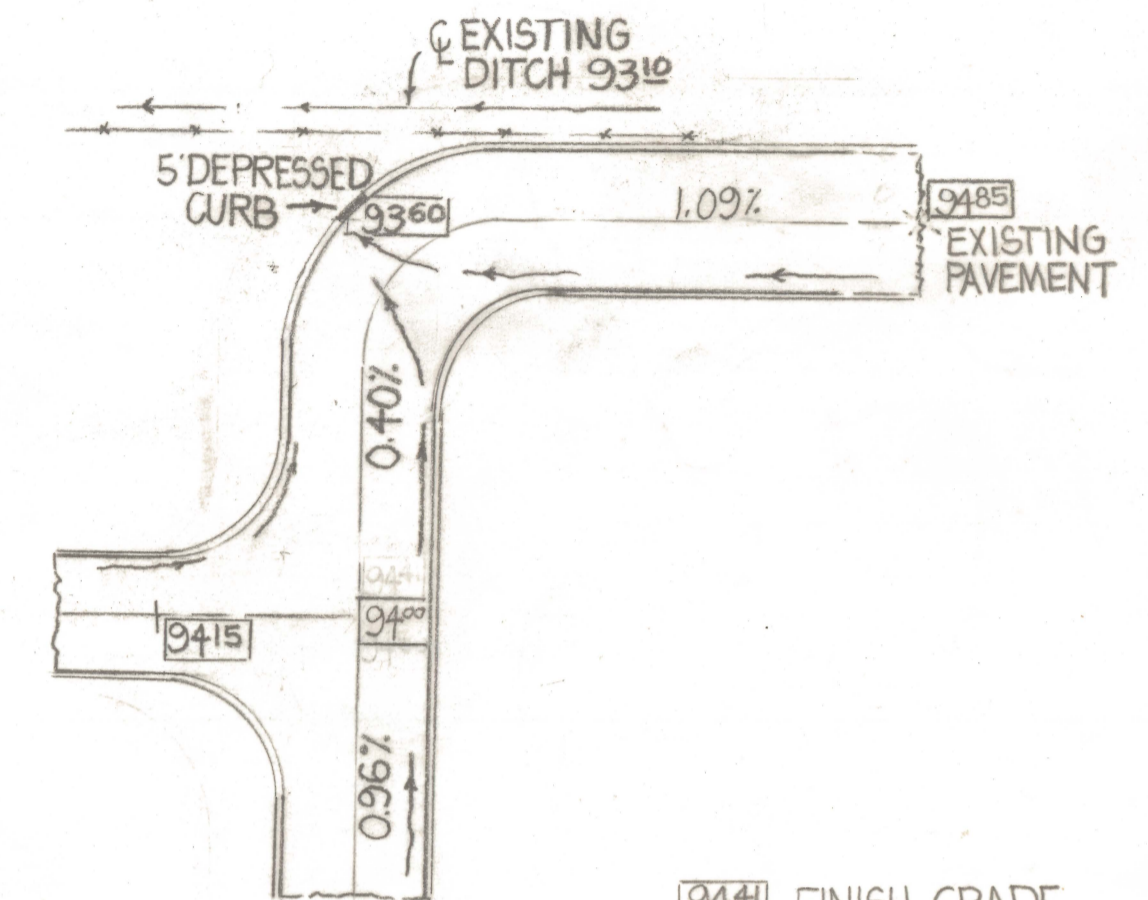 ℄ EXISTING
DITCH 93¹⁰
5' DEPRESSED
CURB
93⁶⁰
1.09%
94⁸⁵
EXISTING
PAVEMENT
0.40%
94⁰⁰
94¹⁵
0.96%
94⁴¹ FINISH GRADE